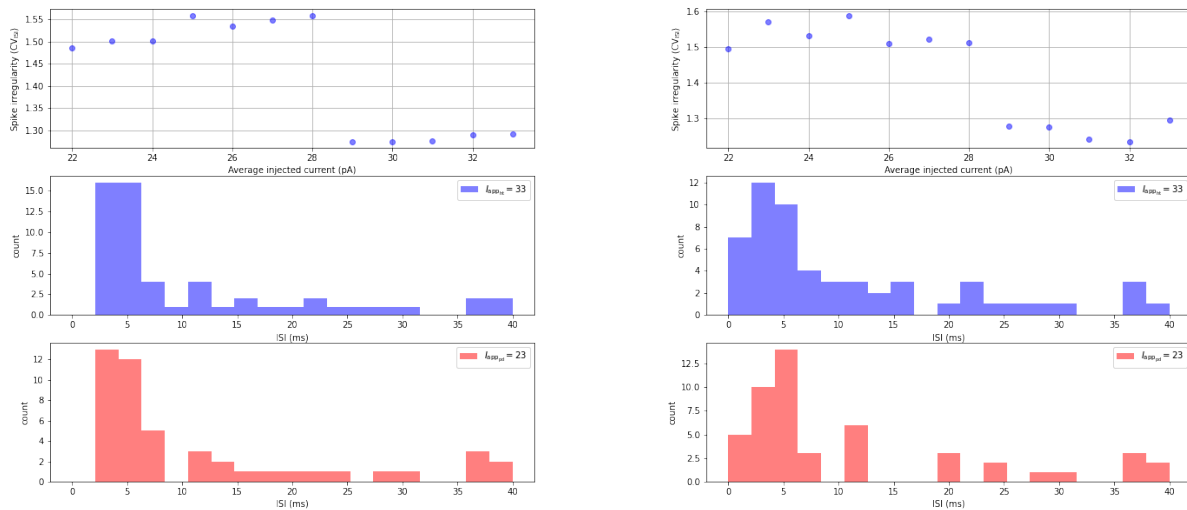 Spike irregularity (CV_ISI)
1.55
1.50
1.45
1.40
1.35
1.30
22 24 26 28 30 32
Average injected current (pA)
15.0
12.5
10.0
7.5
5.0
2.5
0.0
count
I_app_st = 33
0 5 10 15 20 25 30 35 40
ISI (ms)
12
10
8
6
4
2
0
count
I_app_pd = 23
0 5 10 15 20 25 30 35 40
ISI (ms)
Spike irregularity (CV_ISI)
1.6
1.5
1.4
1.3
22 24 26 28 30 32
Average injected current (pA)
12
10
8
6
4
2
0
count
I_app_st = 33
0 5 10 15 20 25 30 35 40
ISI (ms)
12.5
10.0
7.5
5.0
2.5
0.0
count
I_app_pd = 23
0 5 10 15 20 25 30 35 40
ISI (ms)